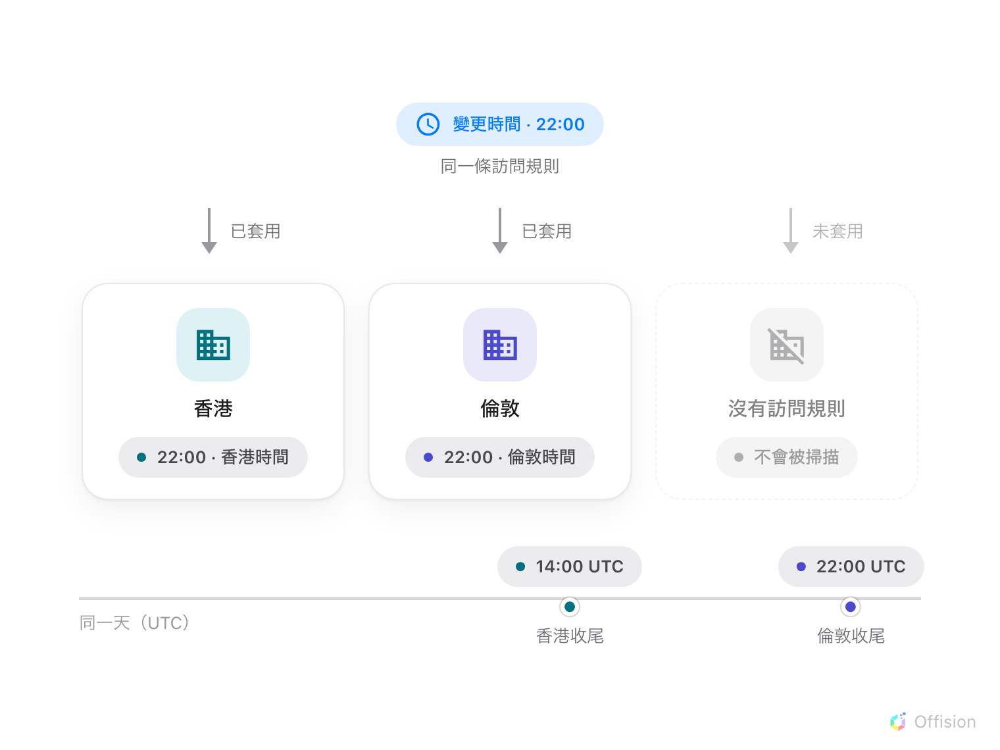 變更時間 · 22:00
同一條訪問規則
已套用
已套用
未套用
香港
倫敦
沒有訪問規則
22:00 · 香港時間
22:00 · 倫敦時間
不會被掃描
14:00 UTC
22:00 UTC
同一天（UTC）
香港收尾
倫敦收尾
Offision